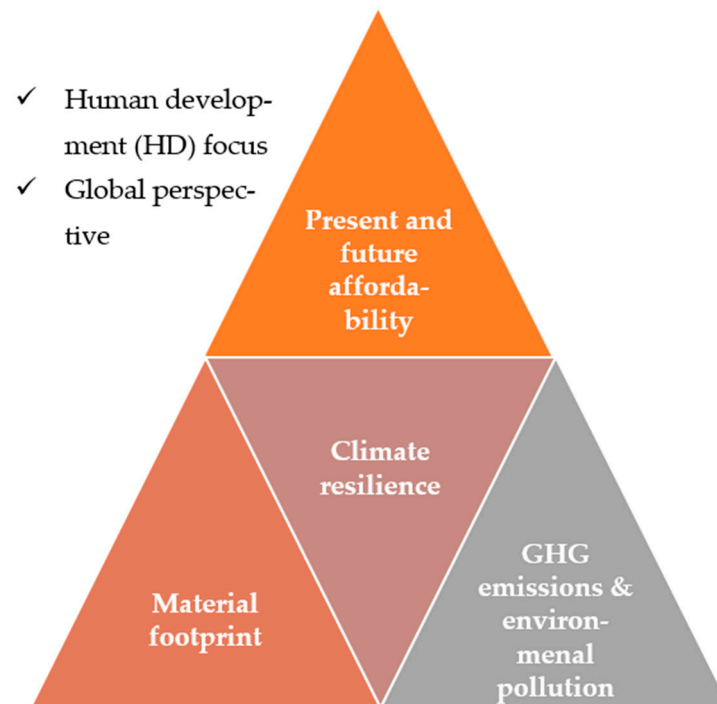 ✓ Human develop-
ment (HD) focus
✓ Global perspec-
tive
Present and
future
afforda-
bility
Climate
resilience
Material
footprint
GHG
emissions &
environ-
menal
pollution